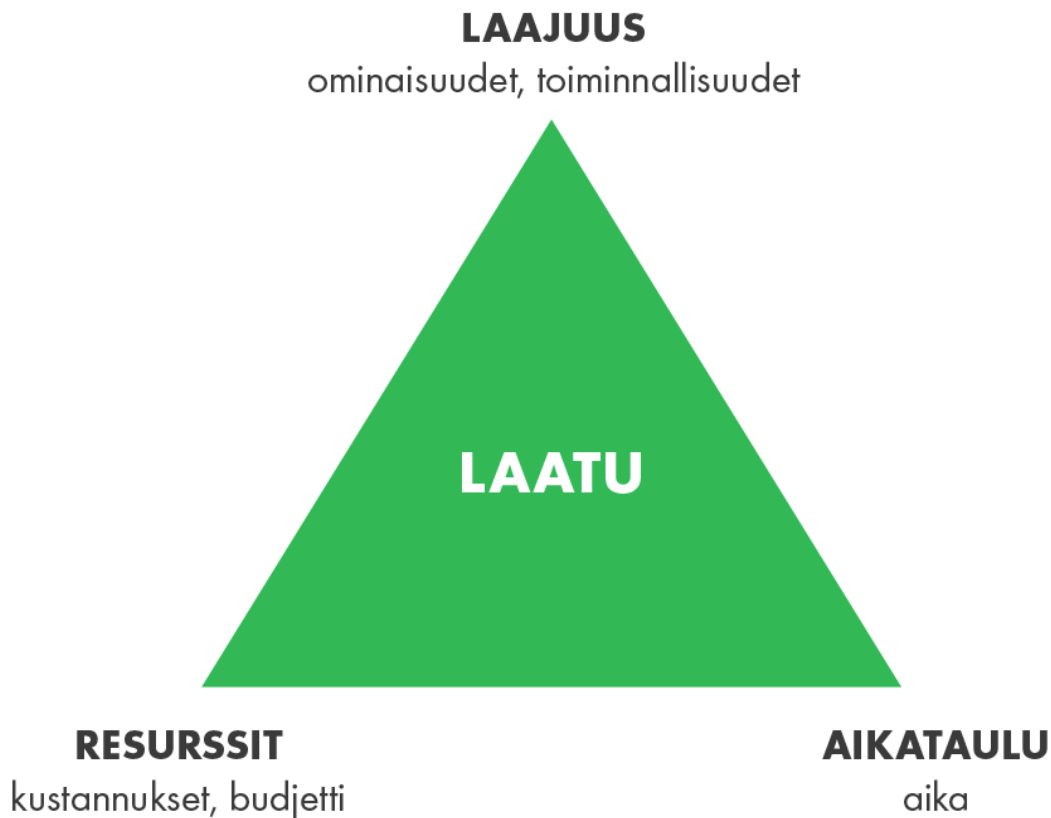 LAAJUUS
ominaisuudet, toiminnallisuudet
LAATU
RESURSSIT
kustannukset, budjetti
AIKATAULU
aika